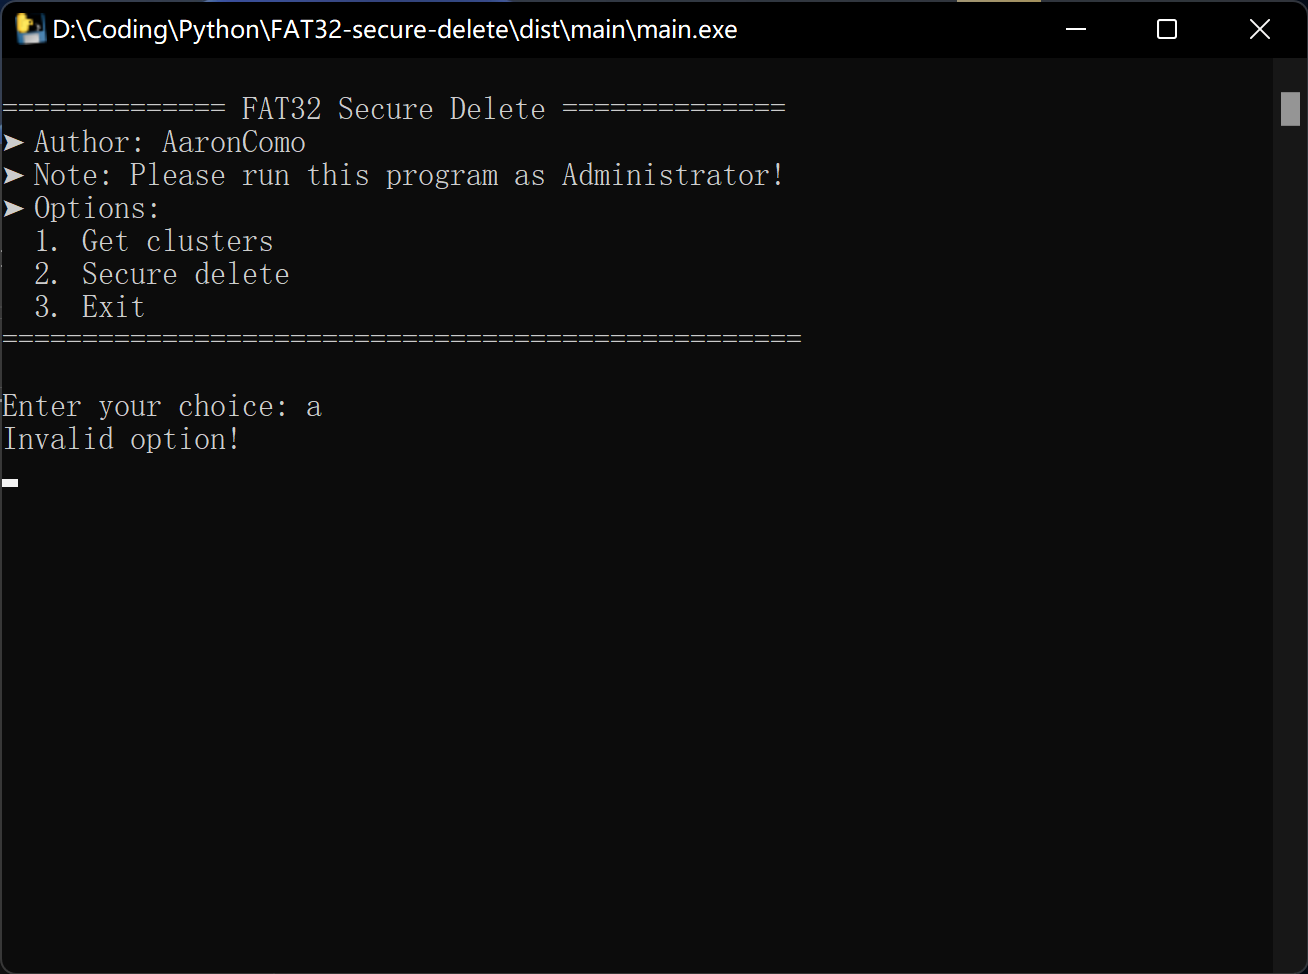 D:\Coding\Python\FAT32-secure-delete\dist\main\main.exe
============== FAT32 Secure Delete ==============
➤ Author: AaronComo
➤ Note: Please run this program as Administrator!
➤ Options:
1. Get clusters
2. Secure delete
3. Exit
==================================================
Enter your choice: a
Invalid option!